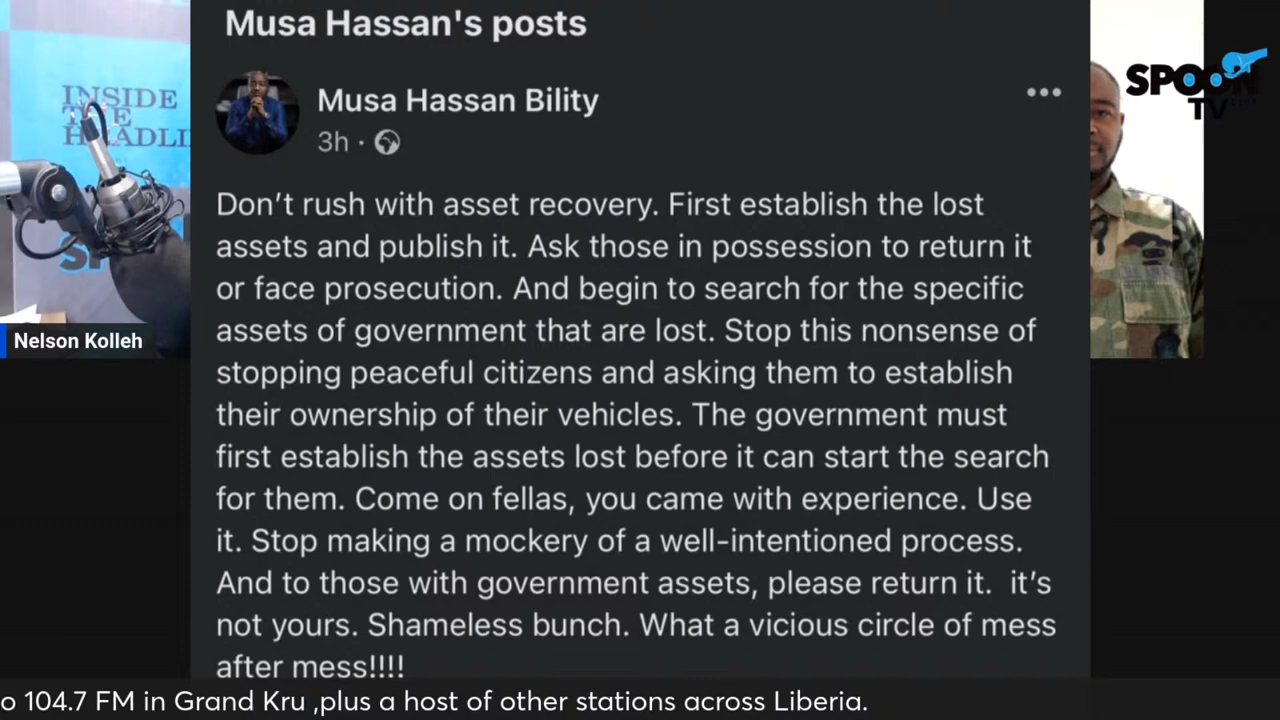 Musa Hassan's posts
Musa Hassan Bility
3h
Don't rush with asset recovery. First establish the lost
assets and publish it. Ask those in possession to return it
or face prosecution. And begin to search for the specific
assets of government that are lost. Stop this nonsense of
stopping peaceful citizens and asking them to establish
their ownership of their vehicles. The government must
first establish the assets lost before it can start the search
for them. Come on fellas, you came with experience. Use
it. Stop making a mockery of a well-intentioned process.
And to those with government assets, please return it.  it's
not yours. Shameless bunch. What a vicious circle of mess
after mess!!!!
INSIDE
THE
Nelson Kolleh
SPOON
TV
o 104.7 FM in Grand Kru ,plus a host of other stations across Liberia.